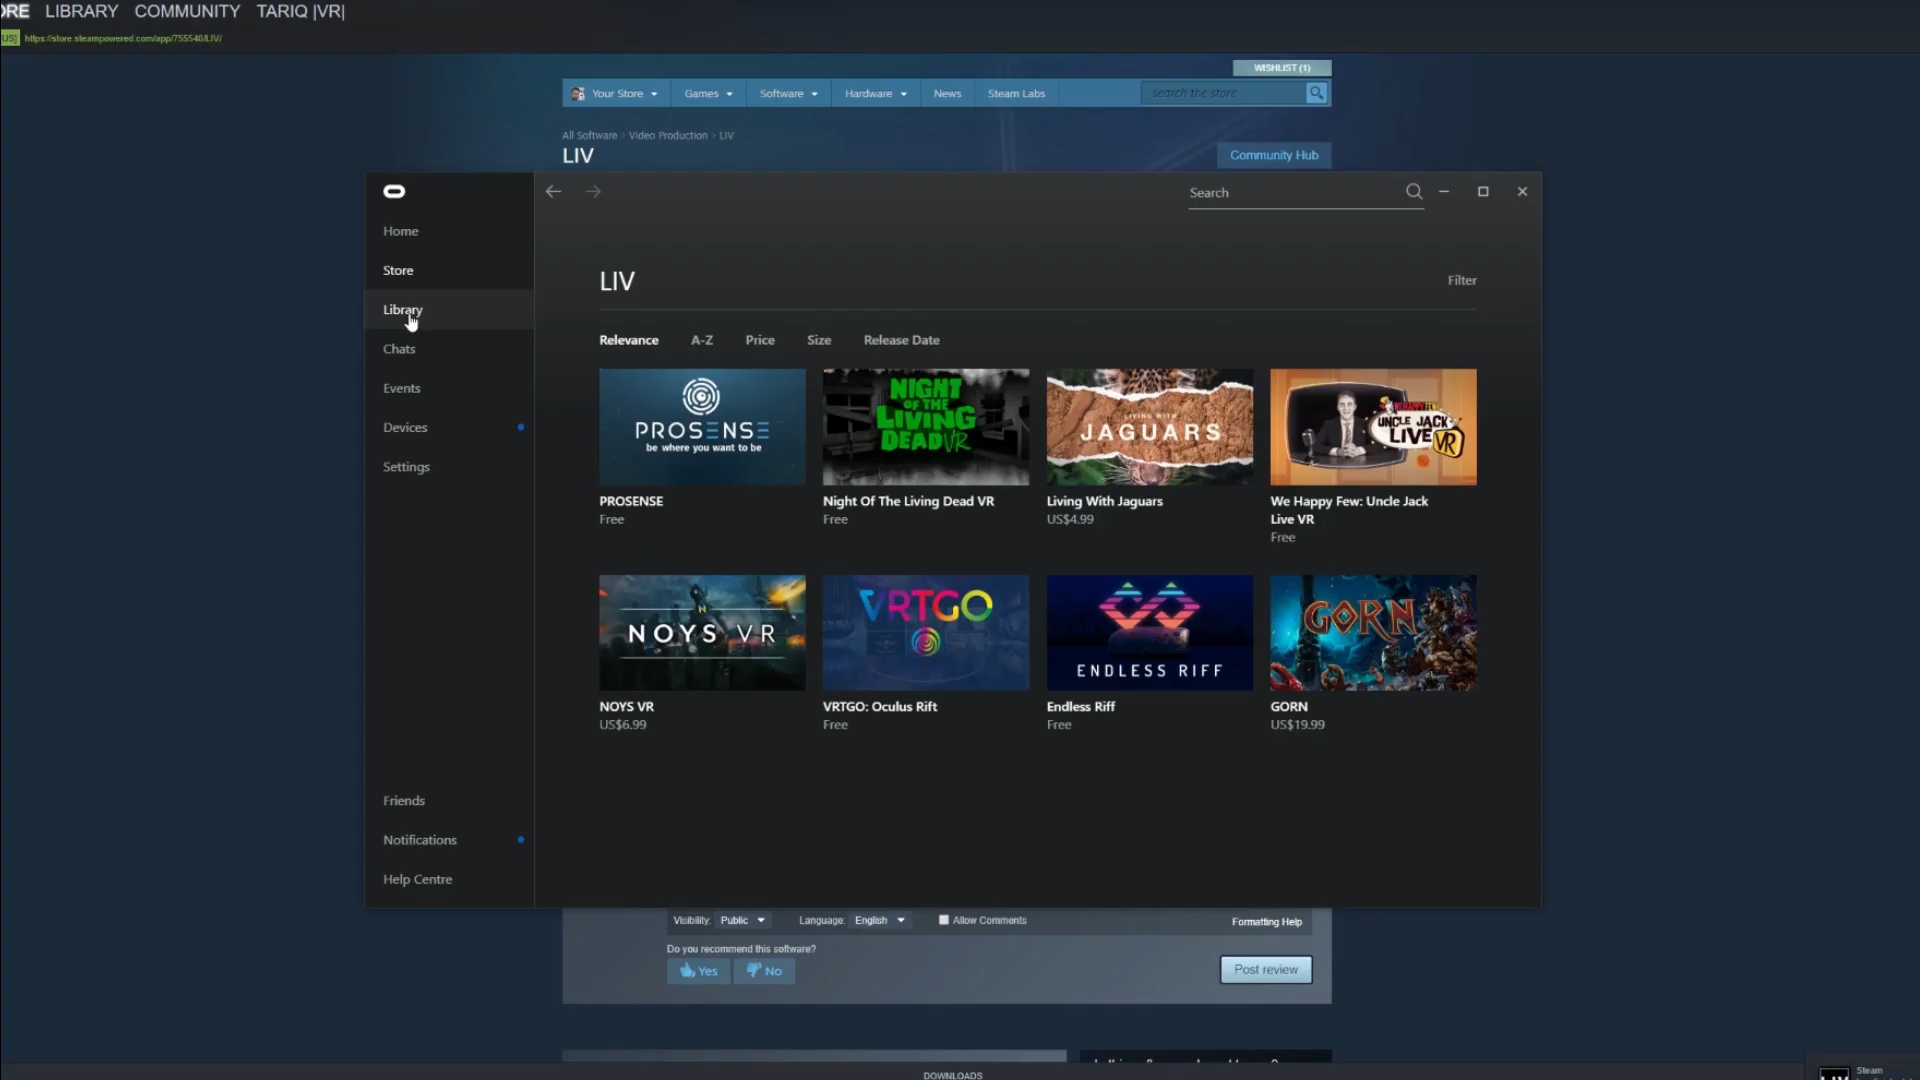 ORE LIBRARY COMMUNITY TARIQ |VR|
US] https://store.steampowered.com/app/755540/LIV/
WISHLIST (1)
Your Store Games Software Hardware News Steam Labs search the store
All Software > Video Production > LIV
LIV
Community Hub
Search
Home
Store
Library
Chats
Events
Devices
Settings
Friends
Notifications
Help Centre
LIV
Filter
Relevance A-Z Price Size Release Date
PROSENSE
be where you want to be
NIGHT
OF THE
LIVING
DEAD VR
LIVING WITH
JAGUARS
WE HAPPY FEW
UNCLE JACK
LIVE VR
PROSENSE
Free
Night Of The Living Dead VR
Free
Living With Jaguars
US$4.99
We Happy Few: Uncle Jack
Live VR
Free
N
NOYS VR
VRTGO
ENDLESS RIFF
GORN
NOYS VR
US$6.99
VRTGO: Oculus Rift
Free
Endless Riff
Free
GORN
US$19.99
Visibility: Public Language: English Allow Comments Formatting Help
Do you recommend this software?
Yes No
Post review
DOWNLOADS
Steam